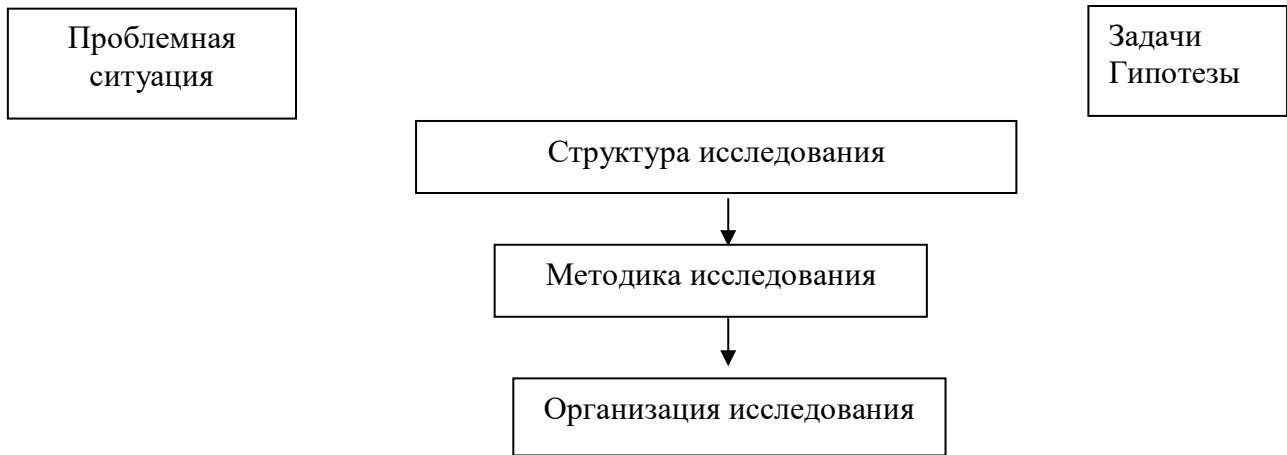 Проблемная
ситуация
Задачи
Гипотезы
Структура исследования
Методика исследования
Организация исследования